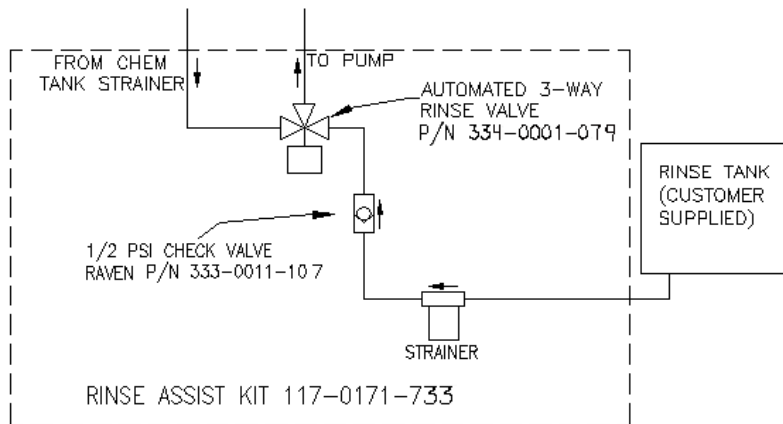 FROM CHEM
TANK STRAINER
TO PUMP
AUTOMATED 3-WAY
RINSE VALVE
P/N 334-0001-079
RINSE TANK
(CUSTOMER
SUPPLIED)
1/2 PSI CHECK VALVE
RAVEN P/N 333-0011-107
STRAINER
RINSE ASSIST KIT 117-0171-733